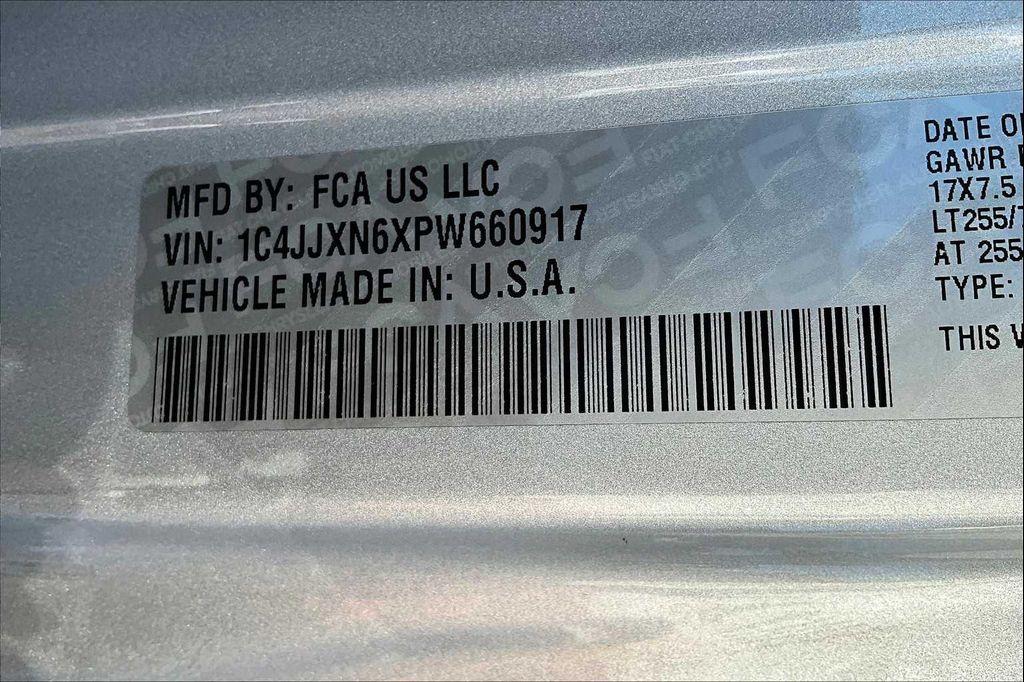 MFD BY: FCA US LLC
VIN: 1C4JJXN6XPW660917
VEHICLE MADE IN: U.S.A.
DATE O
GAWR
17X7.5
LT255/
AT 255
TYPE:
THIS